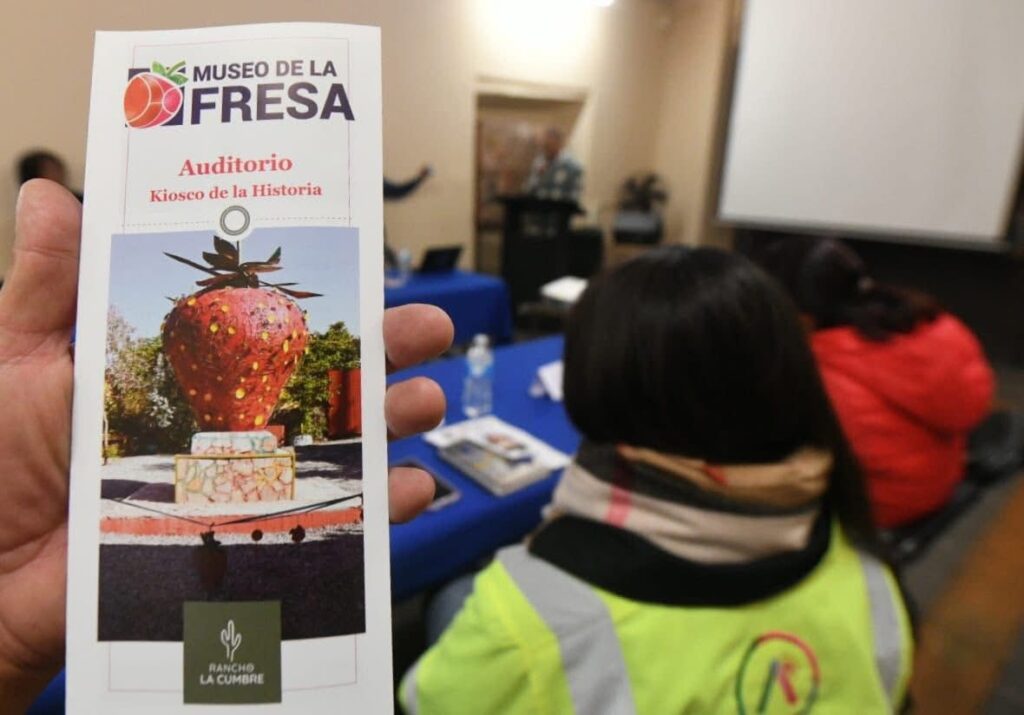 MUSEO DE LA
FRESA
Auditorio
Kiosco de la Historia
RANCHO
LA CUMBRE